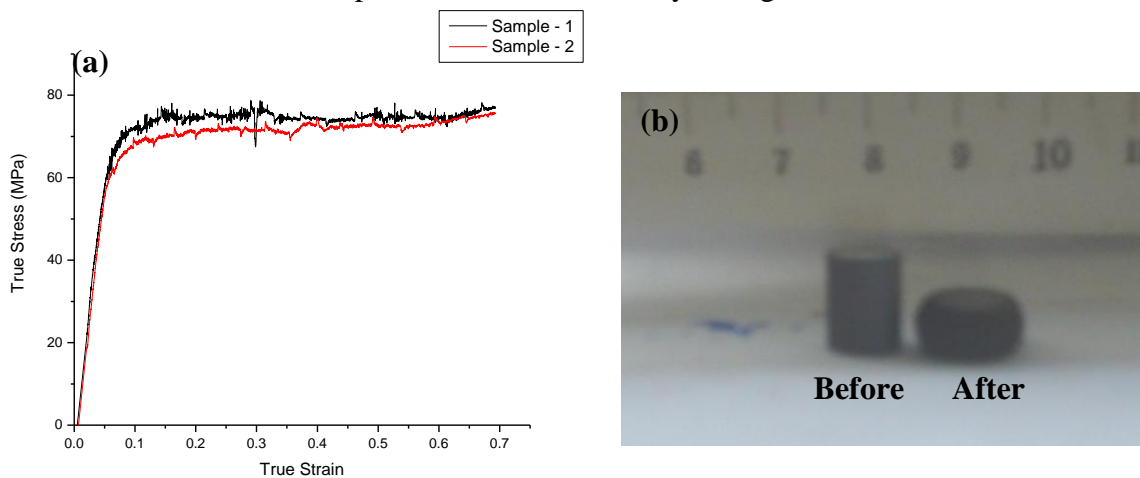 Sample - 1
Sample - 2
(a)
80
60
40
20
0
True Stress (MPa)
0.0 0.1 0.2 0.3 0.4 0.5 0.6 0.7
True Strain
(b)
6 7 8 9 10
Before After